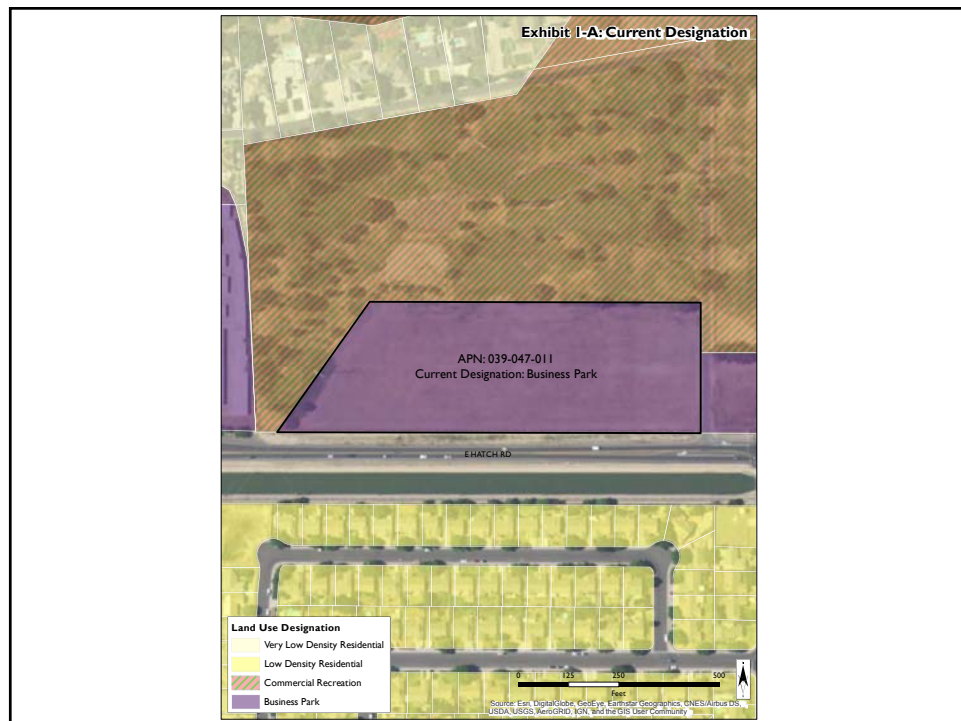 Exhibit 1-A: Current Designation
APN: 039-047-011
Current Designation: Business Park
E HATCH RD
Land Use Designation
Very Low Density Residential
Low Density Residential
Commercial Recreation
Business Park
0 125 250 500
Feet
N
Source: Esri, DigitalGlobe, GeoEye, Earthstar Geographics, CNES/Airbus DS,
USDA, USGS, AeroGRID, IGN, and the GIS User Community